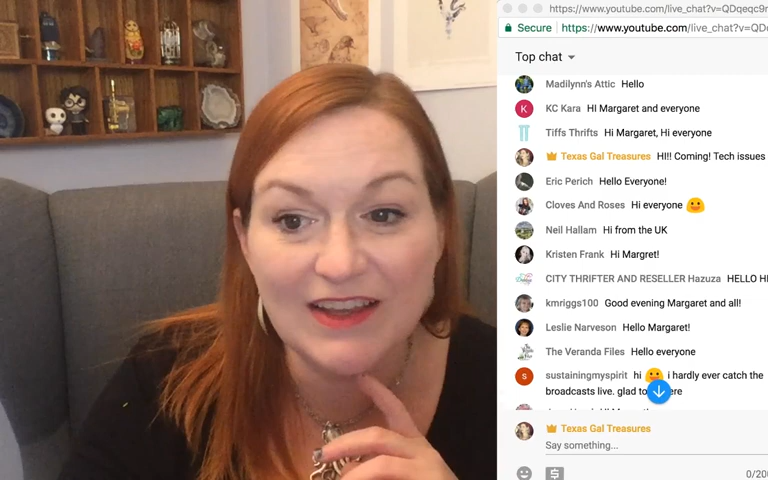 https://www.youtube.com/live_chat?v=QDqeqc9r
Secure https://www.youtube.com/live_chat?v=QDq
Top chat
Madilynn's Attic Hello
KC Kara HI Margaret and everyone
Tiffs Thrifts Hi Margaret, Hi everyone
Texas Gal Treasures HI!! Coming! Tech issues
Eric Perich Hello Everyone!
Cloves And Roses Hi everyone
Neil Hallam Hi from the UK
Kristen Frank Hi Margret!
CITY THRIFTER AND RESELLER Hazuza HELLO
kmriggs100 Good evening Margaret and all!
Leslie Narveson Hello Margaret!
The Veranda Files Hello everyone
S sustainingmyspirit hi i hardly ever catch the
broadcasts live. glad
Texas Gal Treasures
Say something...
0/20